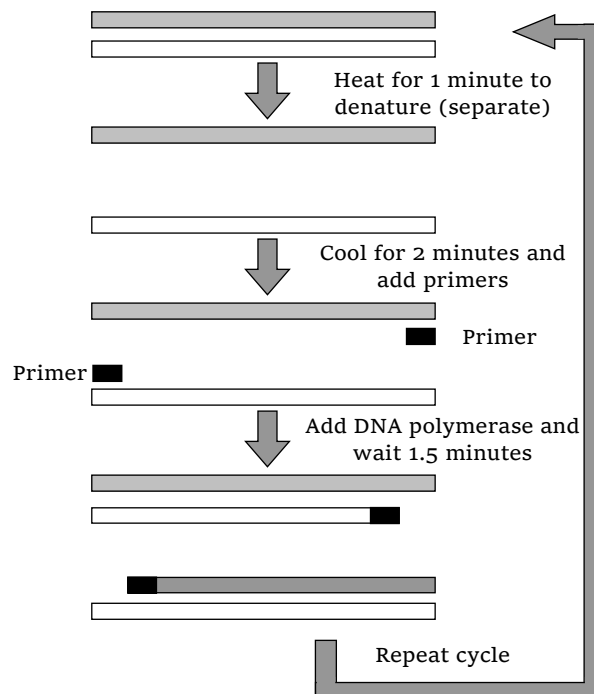 Heat for 1 minute to
denature (separate)
Cool for 2 minutes and
add primers
Primer
Primer
Add DNA polymerase and
wait 1.5 minutes
Repeat cycle